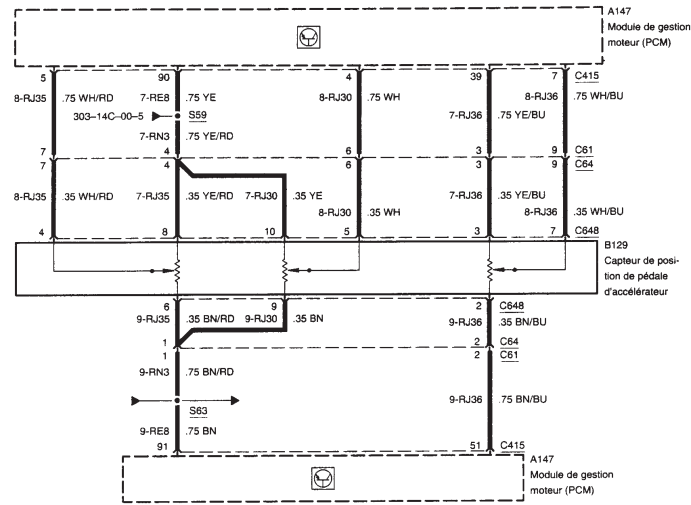 A147
Module de gestion
moteur (PCM)
5 90 4 39 7 C415
8-RJ35 .75 WH/RD 7-RE8 .75 YE 8-RJ30 .75 WH 8-RJ36 .75 WH/BU
303–14C–00–5 S59 7-RJ36 .75 YE/BU
7-RN3 .75 YE/RD
7 4 6 3 9 C61
7 4 6 3 9 C64
8-RJ35 .35 WH/RD 7-RJ35 .35 YE/RD 7-RJ30 .35 YE 7-RJ36 .35 YE/BU
8-RJ30 .35 WH 8-RJ36 .35 WH/BU
4 8 10 5 3 7 C648
B129
Capteur de posi-
tion de pédale
d'accélérateur
6 9 2 C648
9-RJ35 .35 BN/RD 9-RJ30 .35 BN 9-RJ36 .35 BN/BU
1 2 C64
1 2 C61
9-RN3 .75 BN/RD
9-RJ36 .75 BN/BU
S63
9-RE8 .75 BN
91 51 C415
A147
Module de gestion
moteur (PCM)